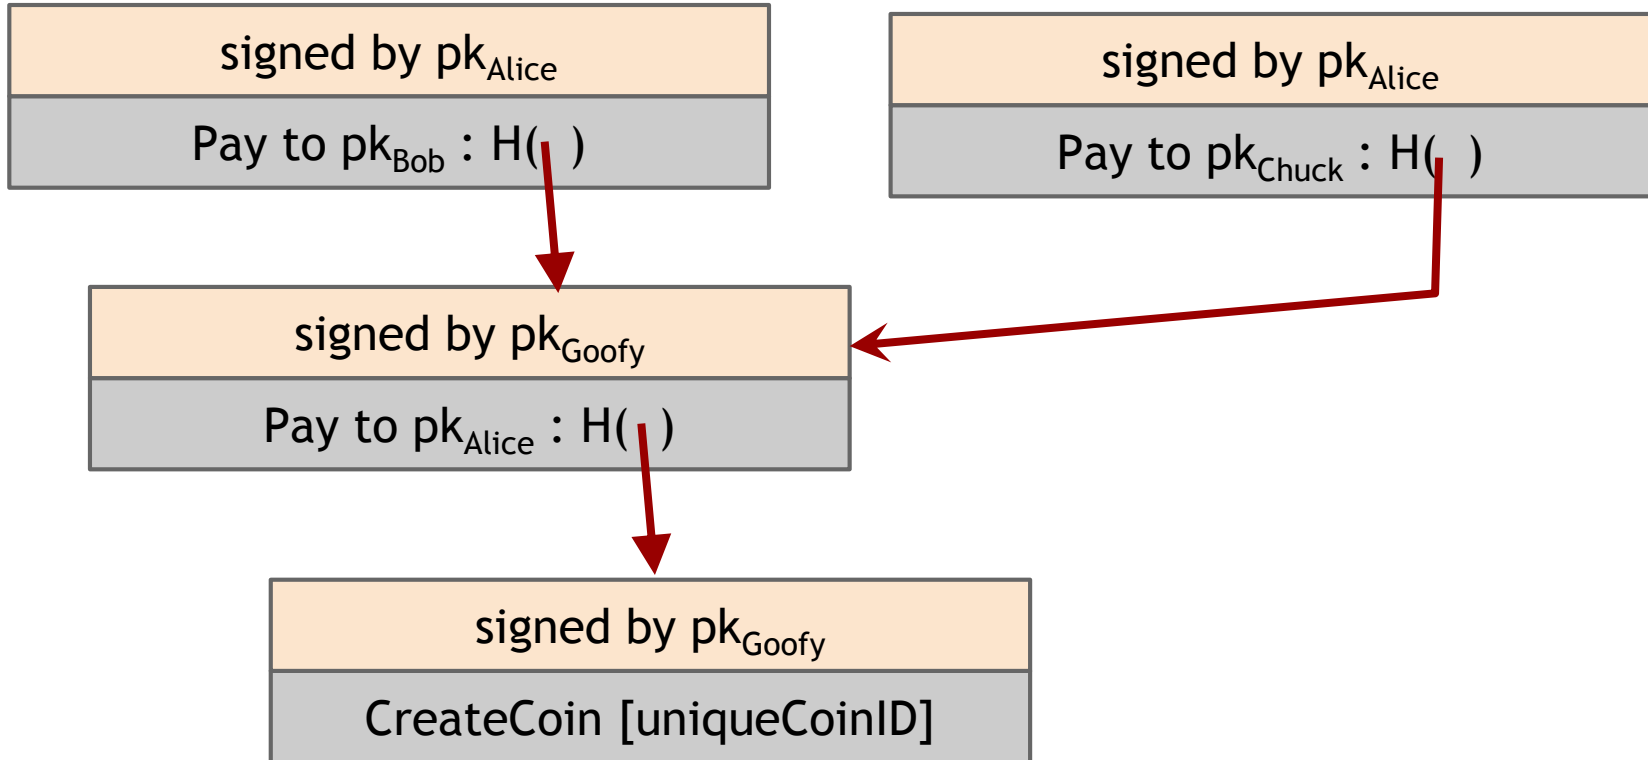 signed by pkAlice
Pay to pkBob : H( )
signed by pkAlice
Pay to pkChuck : H( )
signed by pkGoofy
Pay to pkAlice : H( )
signed by pkGoofy
CreateCoin [uniqueCoinID]